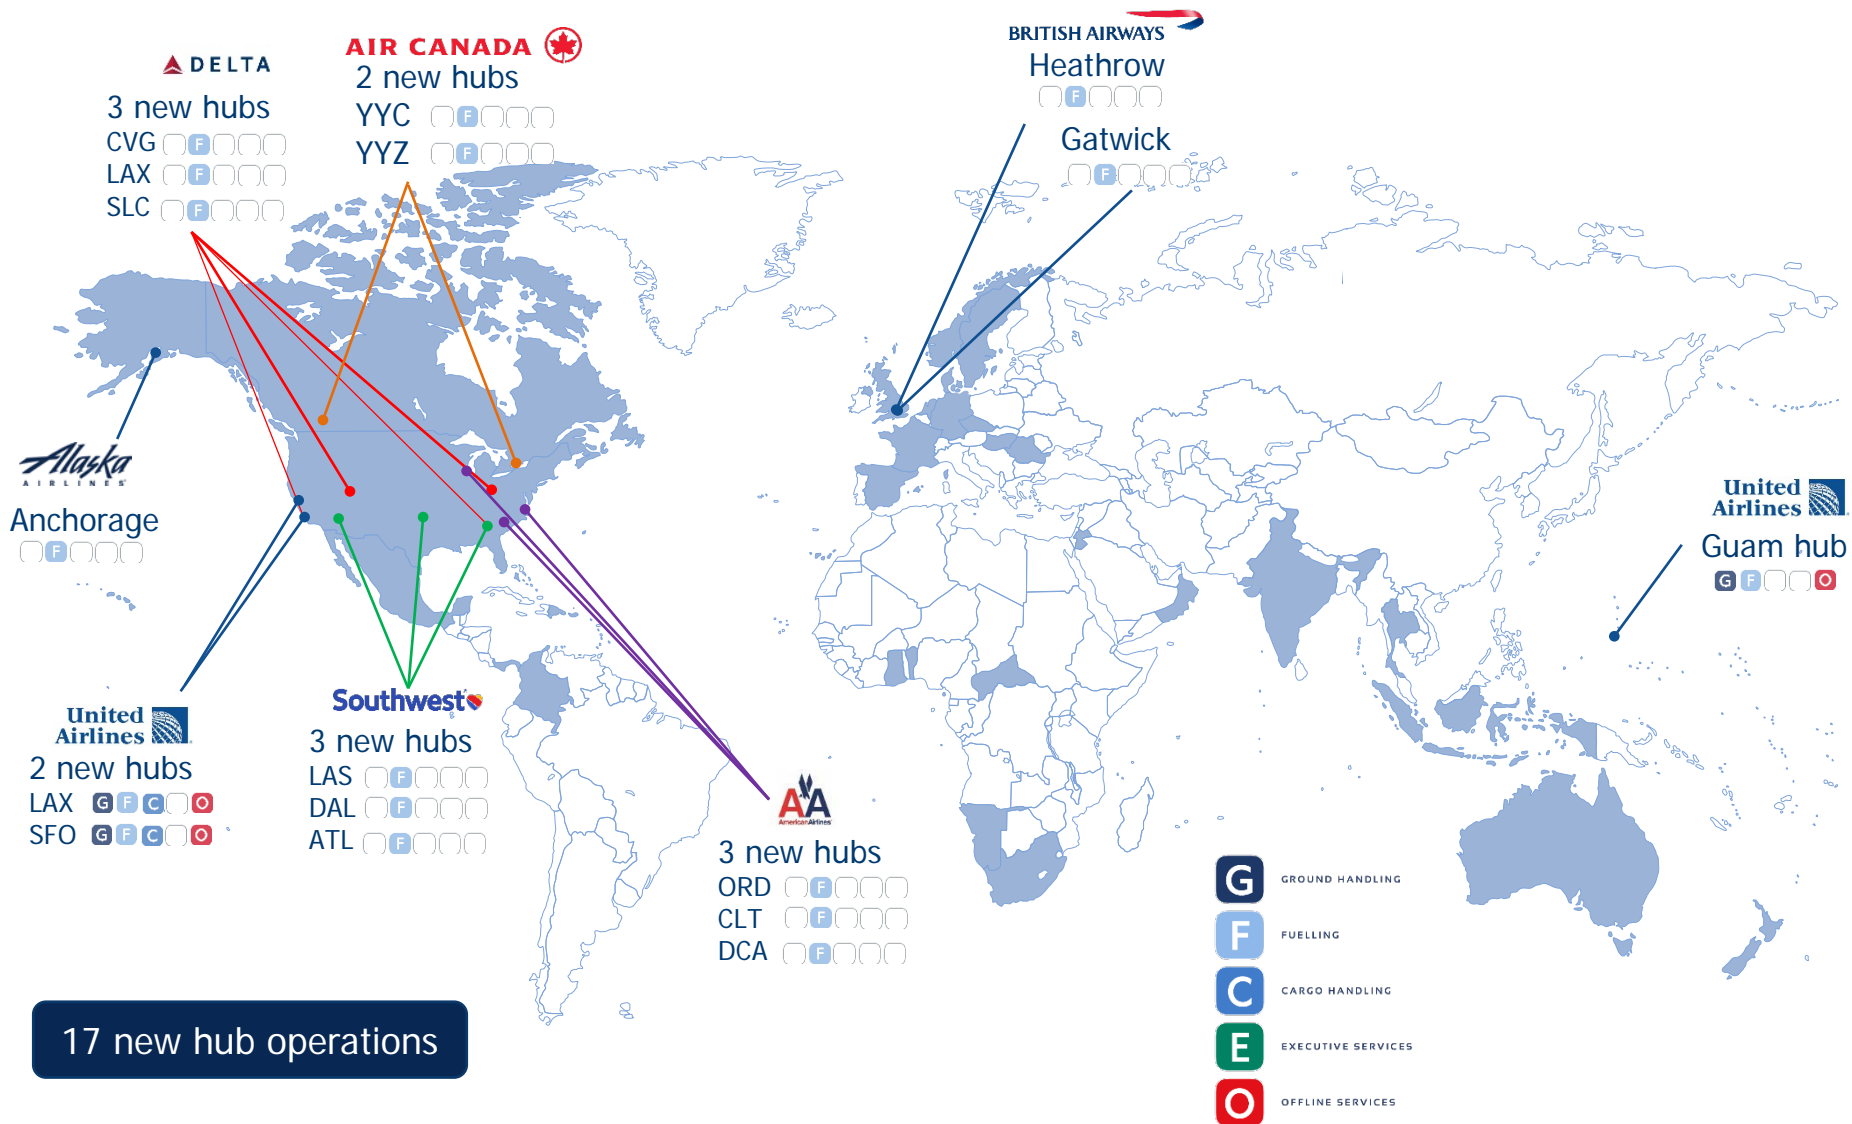 DELTA
3 new hubs
CVG F
LAX F
SLC F
AIR CANADA
2 new hubs
YYC F
YYZ F
BRITISH AIRWAYS
Heathrow
F
Gatwick
F
Alaska
AIRLINES
Anchorage
F
United
Airlines
Guam hub
G F O
United
Airlines
2 new hubs
LAX G F C O
SFO G F C O
Southwest
3 new hubs
LAS F
DAL F
ATL F
AA
American Airlines
3 new hubs
ORD F
CLT F
DCA F
G GROUND HANDLING
F FUELLING
C CARGO HANDLING
E EXECUTIVE SERVICES
O OFFLINE SERVICES
17 new hub operations